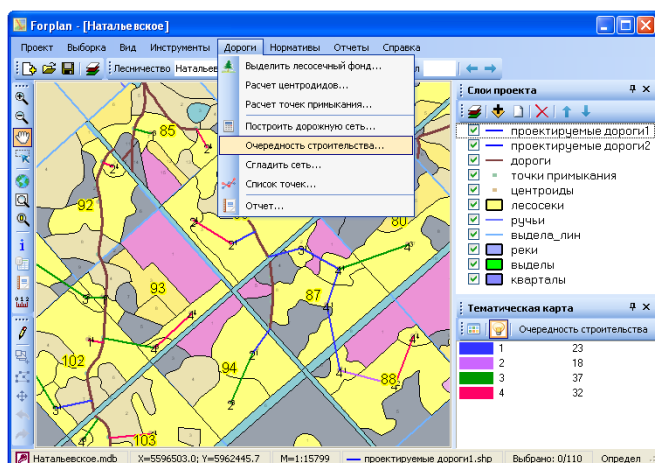 Forplan - [Натальевское]
Проект Выборка Вид Инструменты Дороги Нормативы Отчеты Справка
Лесничество Натальев
Выделить лесосечный фонд...
Расчет центродидов...
Расчет точек примыкания...
Построить дорожную сеть...
Очередность строительства...
Сгладить сеть...
Список точек...
Отчет...
Слои проекта
проектируемые дороги1
проектируемые дороги2
дороги
точки примыкания
центроиды
лесосеки
ручьи
выдела_лин
реки
выделы
кварталы
Тематическая карта
Очередность строительства
1 23
2 18
3 37
4 32
85
92
80
93
87
102
94
88
103
Натальевское.mdb X=5596503.0; Y=5962445.7 М=1:15799 проектируемые дороги1.shp Выбрано: 0/110 Определ